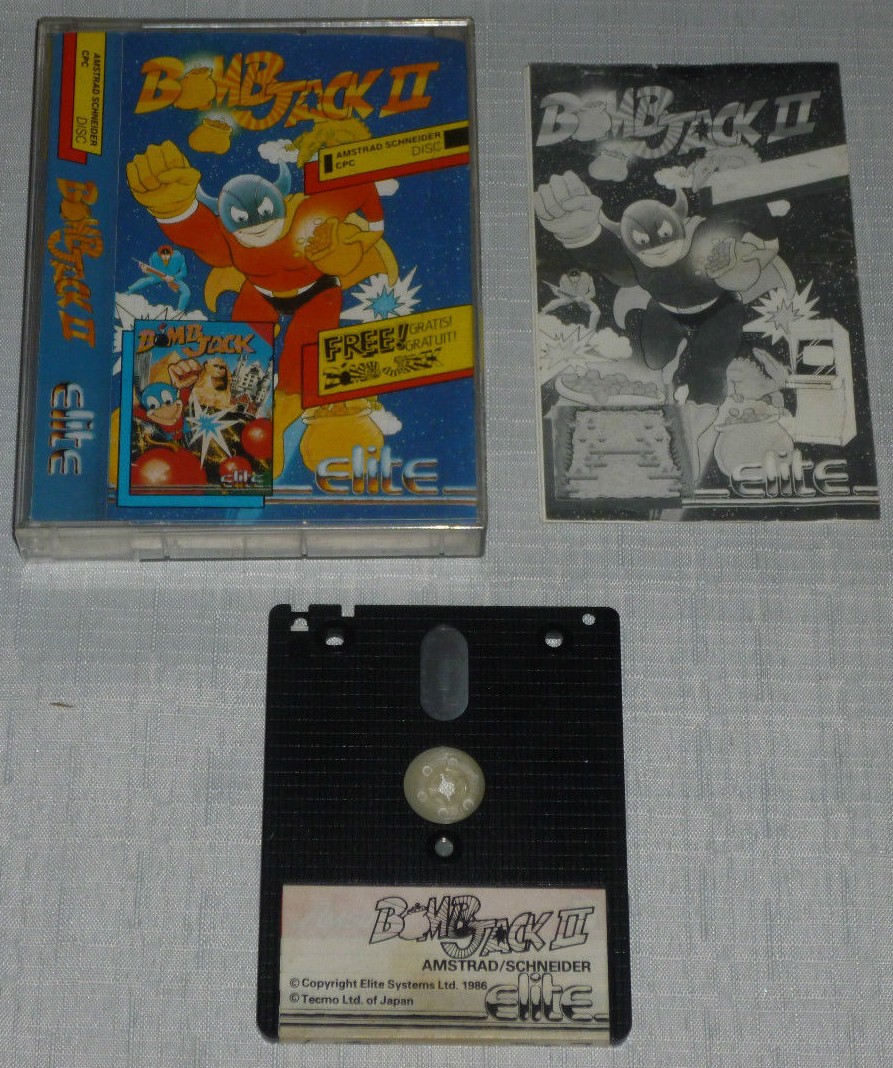 AMSTRAD SCHNEIDER
CPC
DISC
BOMB JACK II
elite
BOMB JACK II
AMSTRAD SCHNEIDER
CPC
DISC
FREE! GRATIS!
GRATUIT!
BOMB JACK
BOMB JACK
elite
elite
BOMB JACK II
elite
BOMB JACK II
AMSTRAD/SCHNEIDER
© Copyright Elite Systems Ltd. 1986
© Tecmo Ltd. of Japan
elite